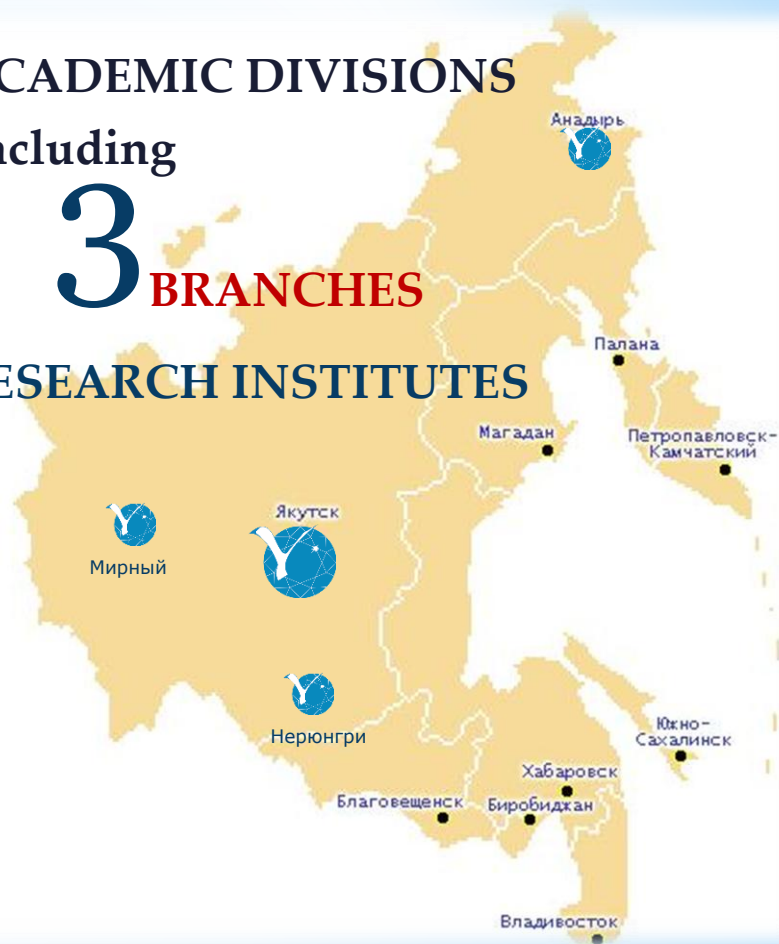 CADEMIC DIVISIONS
ncluding
3 BRANCHES
ESEARCH INSTITUTES
Анадырь
Палана
Магадан
Петропавловск-
Камчатский
Якутск
Мирный
Нерюнгри
Южно-
Сахалинск
Хабаровск
Благовещенск
Биробиджан
Владивосток